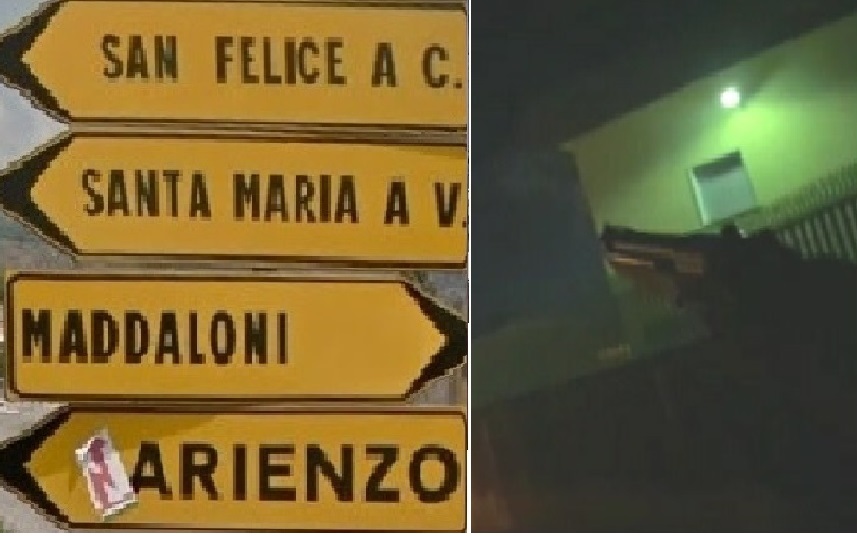 SAN FELICE A C.
SANTA MARIA A V.
MADDALONI
ARIENZO